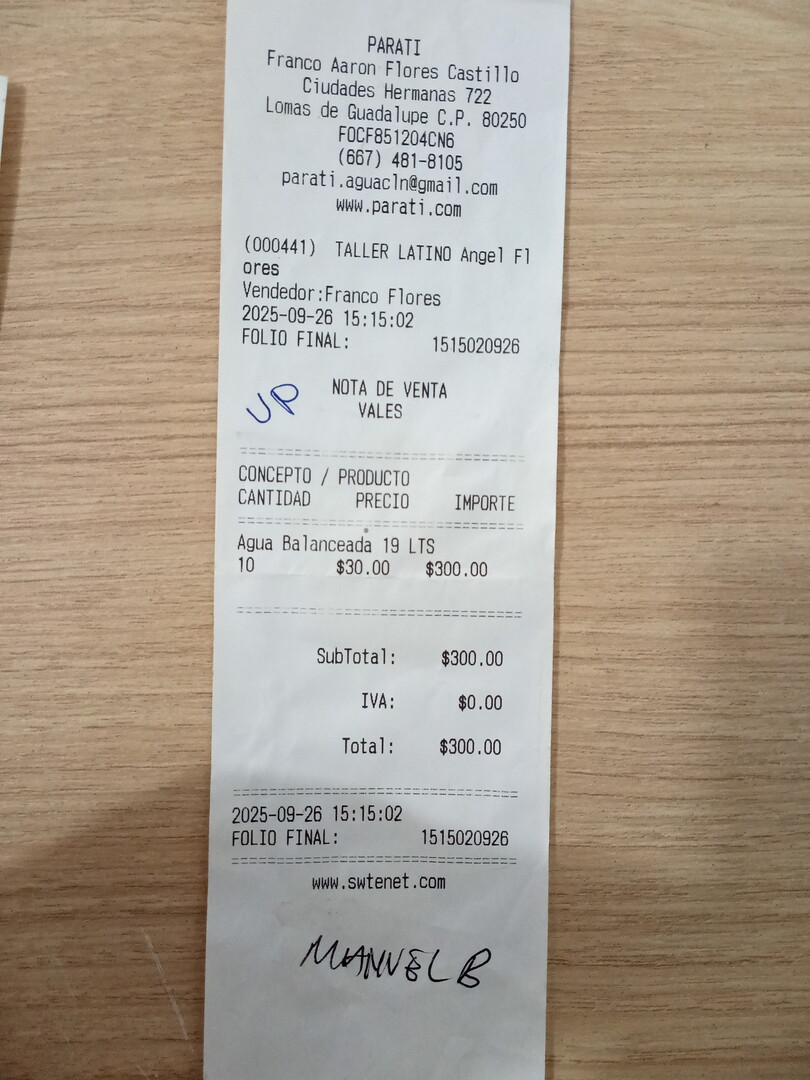 PARATI
Franco Aaron Flores Castillo
Ciudades Hermanas 722
Lomas de Guadalupe C.P. 80250
FOCF851204CN6
(667) 481-8105
parati.aguacln@gmail.com
www.parati.com
(000441) TALLER LATINO Angel Fl
ores
Vendedor:Franco Flores
2025-09-26 15:15:02
FOLIO FINAL: 1515020926
UP
NOTA DE VENTA
VALES
CONCEPTO / PRODUCTO
CANTIDAD PRECIO IMPORTE
Agua Balanceada 19 LTS
10 $30.00 $300.00
SubTotal: $300.00
IVA: $0.00
Total: $300.00
2025-09-26 15:15:02
FOLIO FINAL: 1515020926
www.swtenet.com
MANUEL B